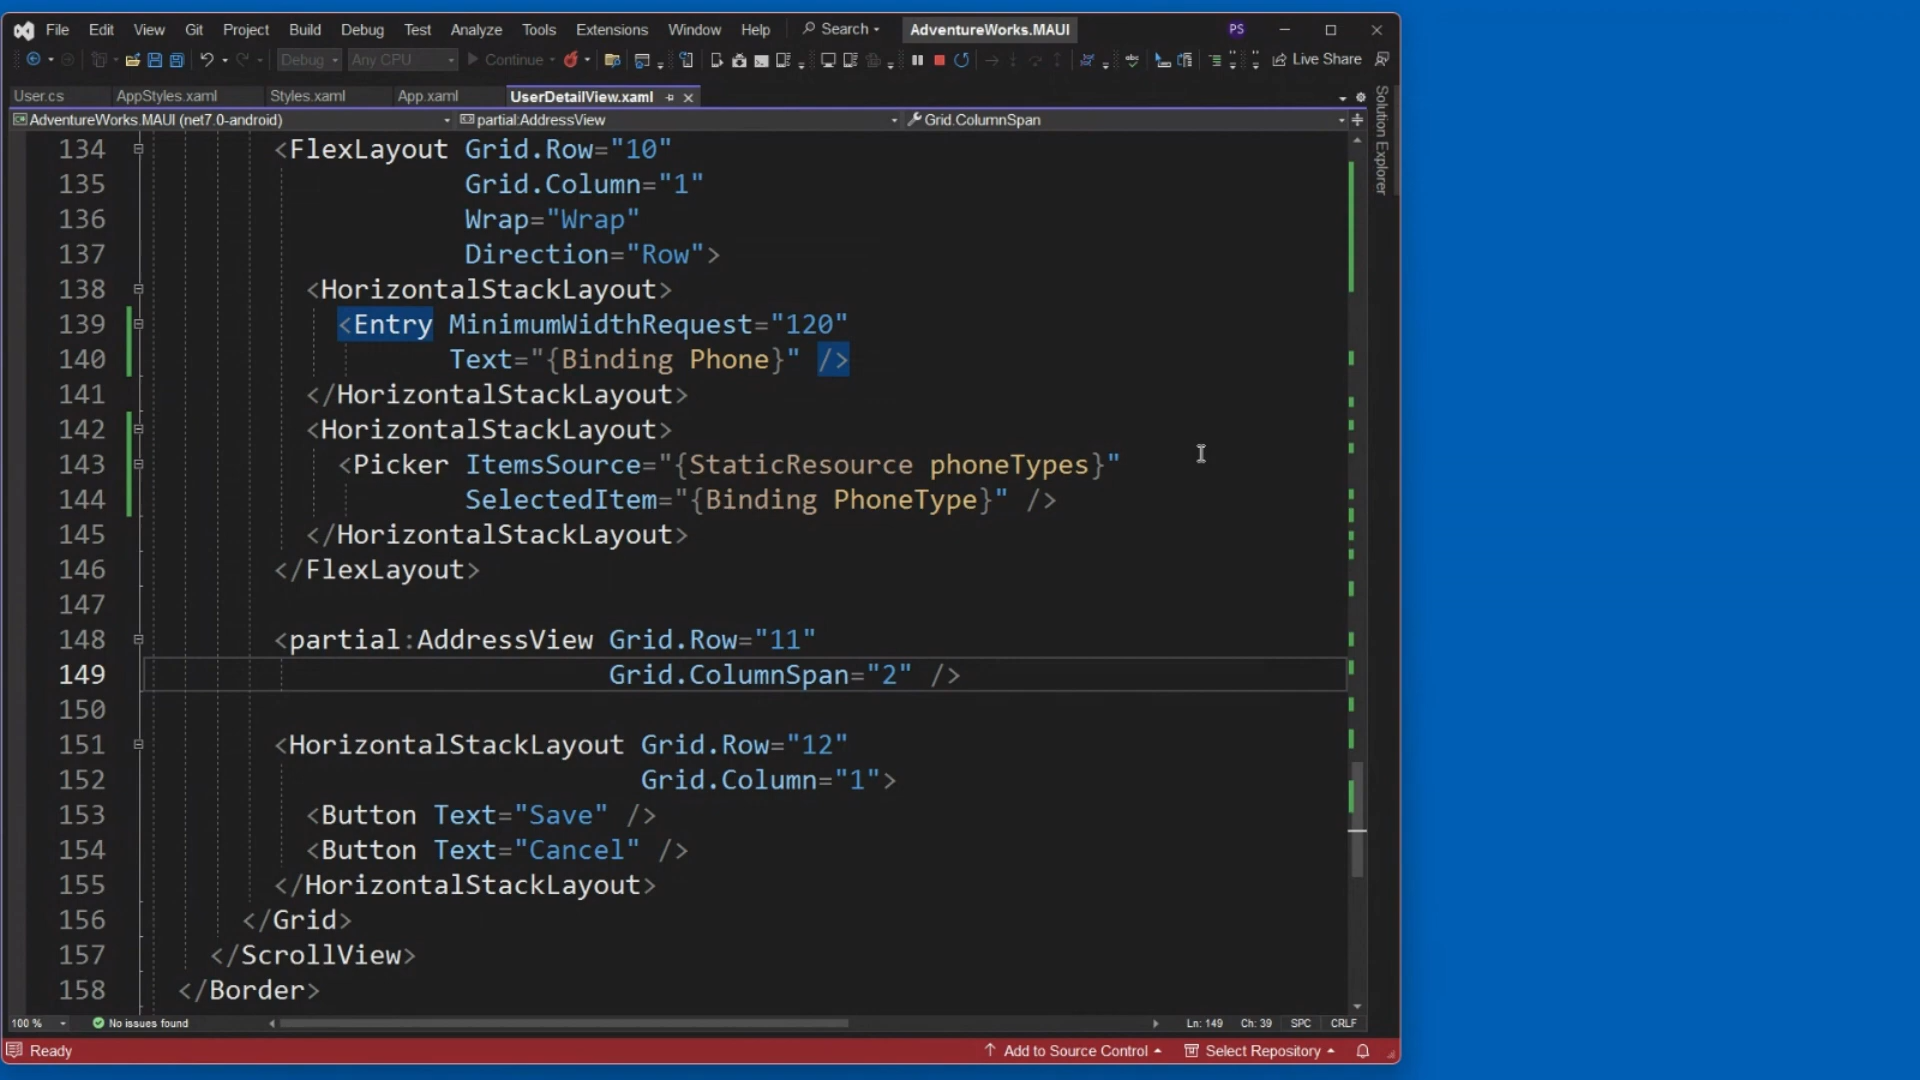 File Edit View Git Project Build Debug Test Analyze Tools Extensions Window Help Search AdventureWorks.MAUI PS
Debug Any CPU Continue Live Share
User.cs AppStyles.xaml Styles.xaml App.xaml UserDetailView.xaml
AdventureWorks.MAUI (net7.0-android) partial:AddressView Grid.ColumnSpan
Solution Explorer
134 <FlexLayout Grid.Row="10"
135 Grid.Column="1"
136 Wrap="Wrap"
137 Direction="Row">
138 <HorizontalStackLayout>
139 <Entry MinimumWidthRequest="120"
140 Text="{Binding Phone}" />
141 </HorizontalStackLayout>
142 <HorizontalStackLayout>
143 <Picker ItemsSource="{StaticResource phoneTypes}"
144 SelectedItem="{Binding PhoneType}" />
145 </HorizontalStackLayout>
146 </FlexLayout>
147
148 <partial:AddressView Grid.Row="11"
149 Grid.ColumnSpan="2" />
150
151 <HorizontalStackLayout Grid.Row="12"
152 Grid.Column="1">
153 <Button Text="Save" />
154 <Button Text="Cancel" />
155 </HorizontalStackLayout>
156 </Grid>
157 </ScrollView>
158 </Border>
100 % No issues found Ln: 149 Ch: 39 SPC CRLF
Ready Add to Source Control Select Repository